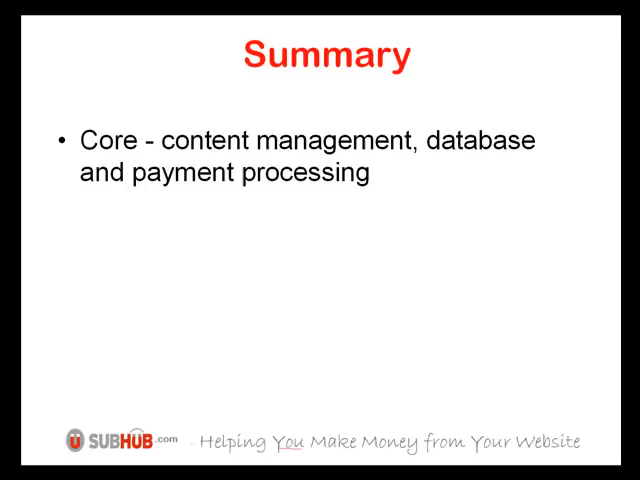 Summary
• Core - content management, database
and payment processing
SUBHUB.com - Helping You Make Money from Your Website